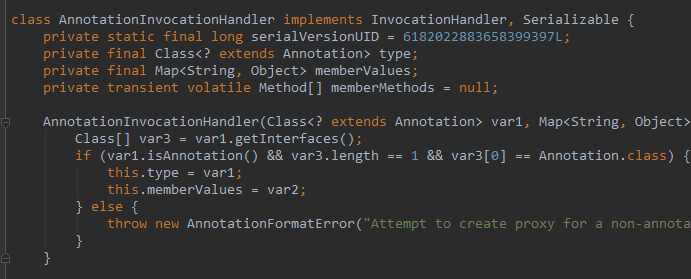 class AnnotationInvocationHandler implements InvocationHandler, Serializable {
    private static final long serialVersionUID = 6182022883658399397L;
    private final Class<? extends Annotation> type;
    private final Map<String, Object> memberValues;
    private transient volatile Method[] memberMethods = null;

    AnnotationInvocationHandler(Class<? extends Annotation> var1, Map<String, Object>
        Class[] var3 = var1.getInterfaces();
        if (var1.isAnnotation() && var3.length == 1 && var3[0] == Annotation.class) {
            this.type = var1;
            this.memberValues = var2;
        } else {
            throw new AnnotationFormatError("Attempt to create proxy for a non-annota
        }
    }